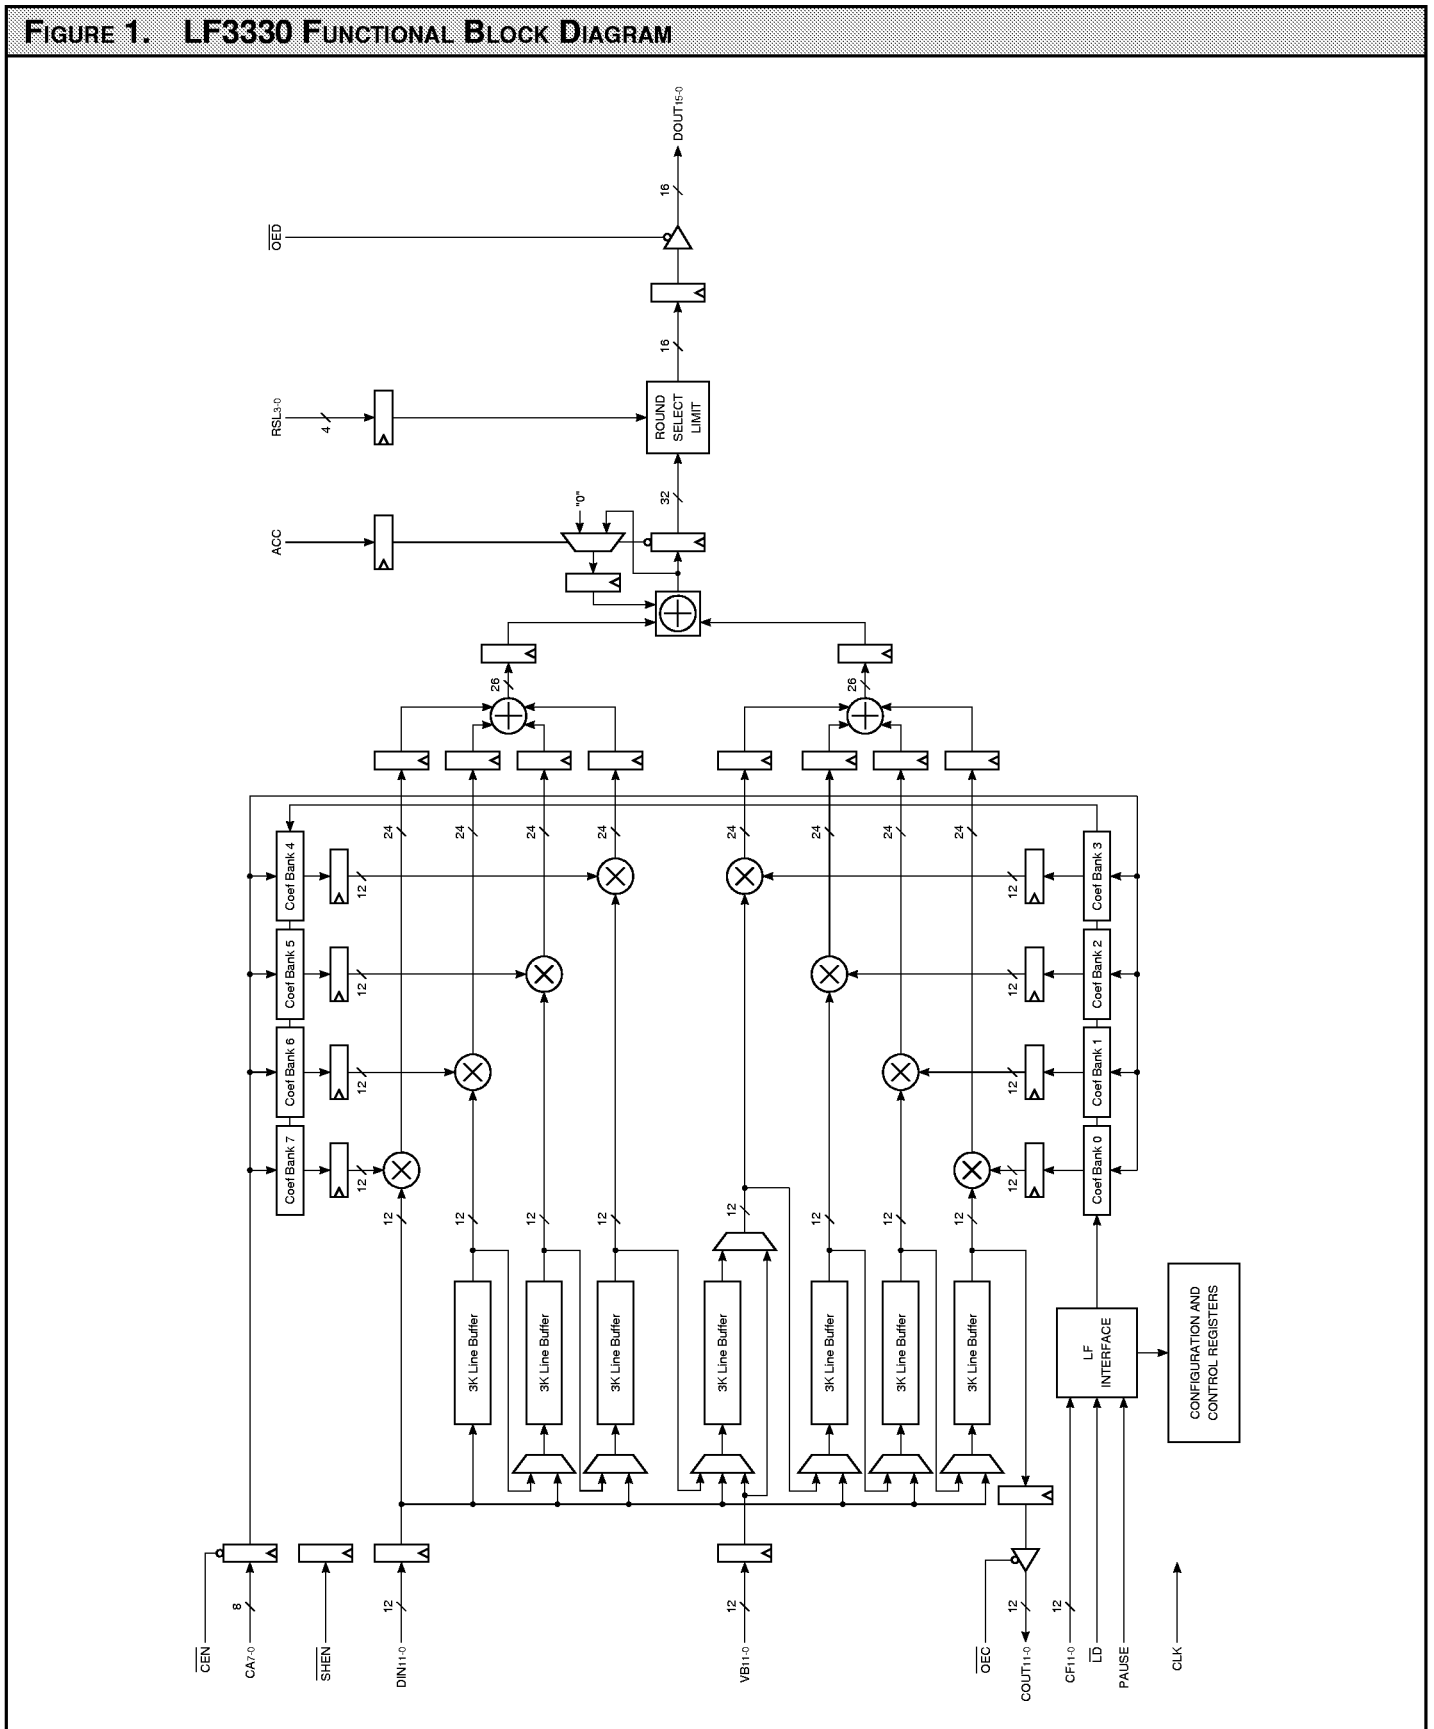 FIGURE 1. LF3330 FUNCTIONAL BLOCK DIAGRAM
DOUT15-0
16
OED
16
RSL3-0
4
ROUND
SELECT
LIMIT
32
"0"
ACC
26
26
24
24
24
24
24
24
24
24
Coef Bank 4
12
12
Coef Bank 3
Coef Bank 5
12
12
Coef Bank 2
Coef Bank 6
12
12
Coef Bank 1
Coef Bank 7
12
12
Coef Bank 0
12
12
12
12
12
12
12
12
3K Line Buffer
3K Line Buffer
3K Line Buffer
3K Line Buffer
3K Line Buffer
3K Line Buffer
3K Line Buffer
LF
INTERFACE
CONFIGURATION AND
CONTROL REGISTERS
8
12
12
12
12
CEN
CA7-0
SHEN
DIN11-0
VB11-0
OEC
COUT11-0
CF11-0
LD
PAUSE
CLK